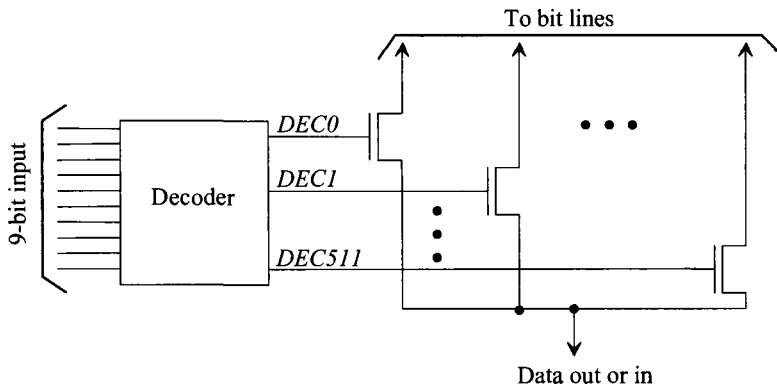 To bit lines
DEC0
DEC1
9-bit input
Decoder
DEC511
Data out or in